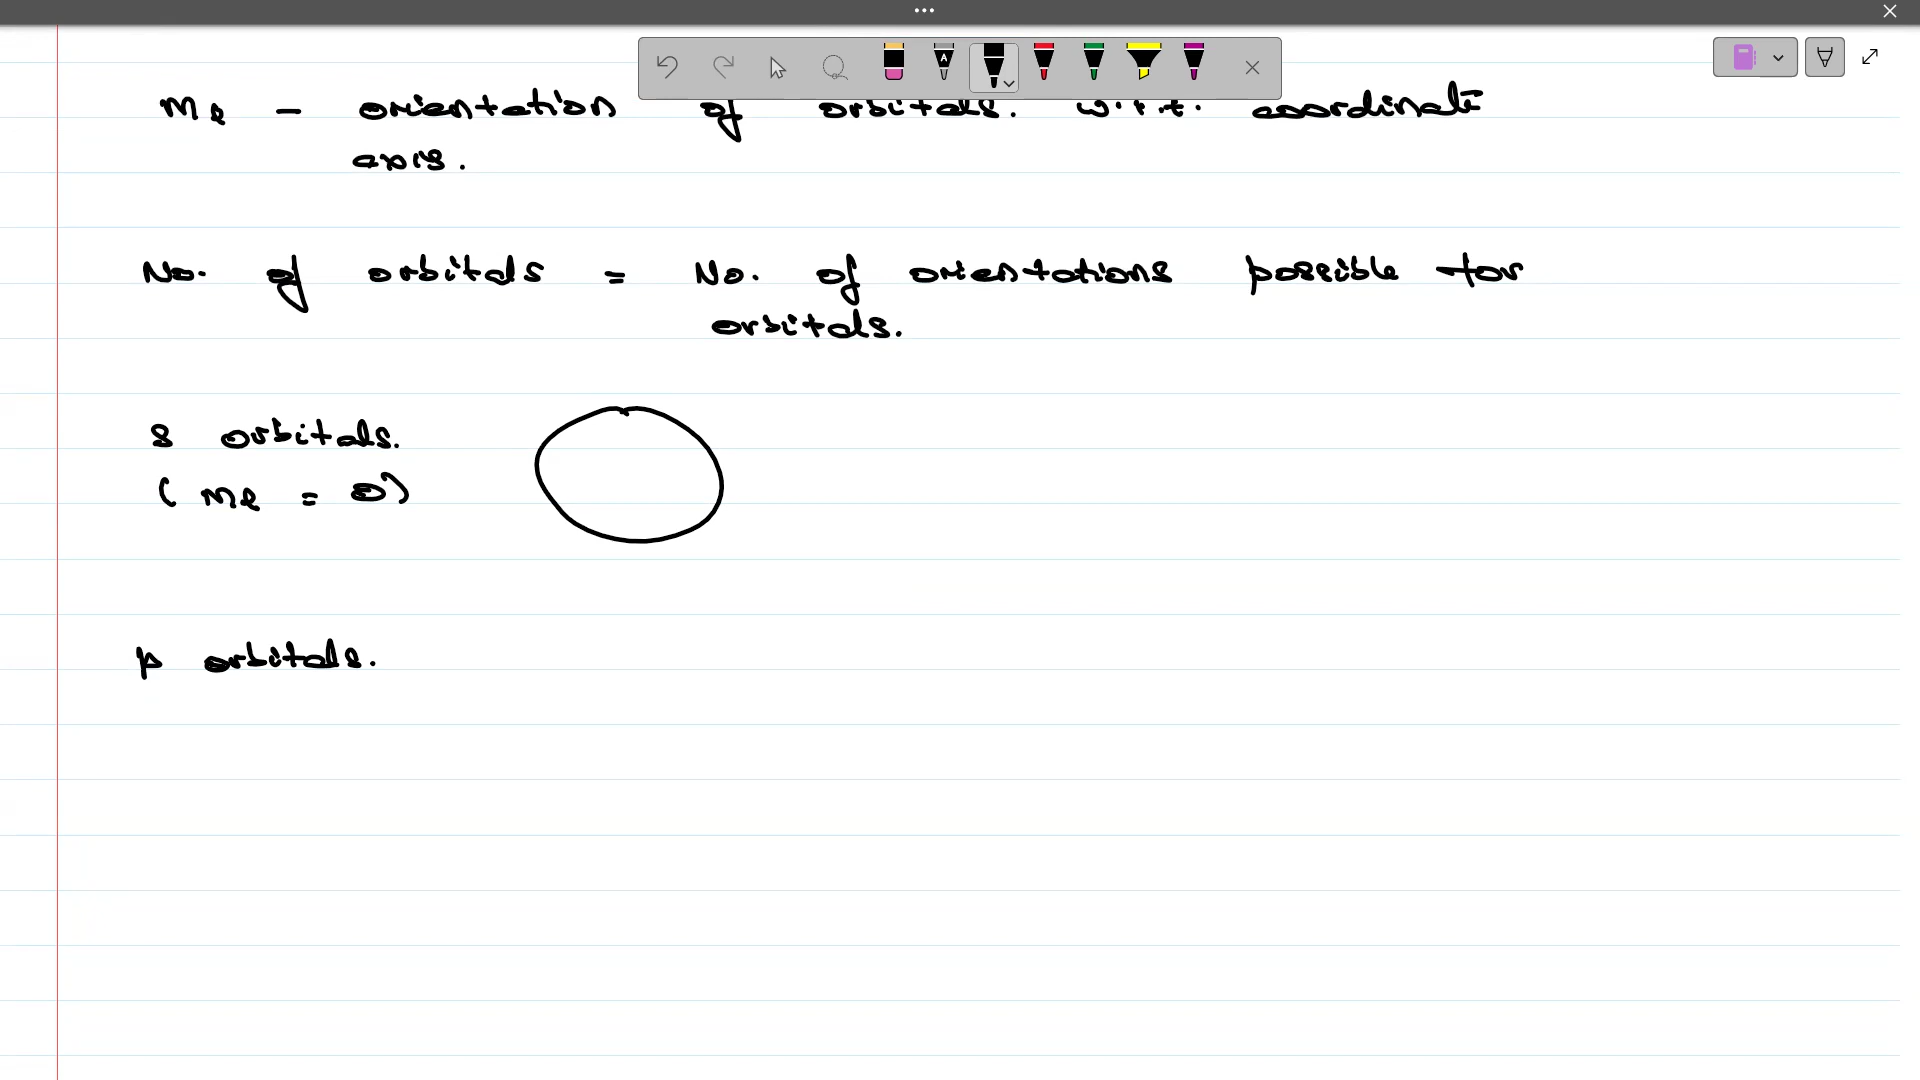 mℓ - orientation of orbitals. w.r.t. coordinate
axis.
No. of orbitals = No. of orientations possible for
orbitals.
s orbitals.
(mℓ = 0)
p orbitals.